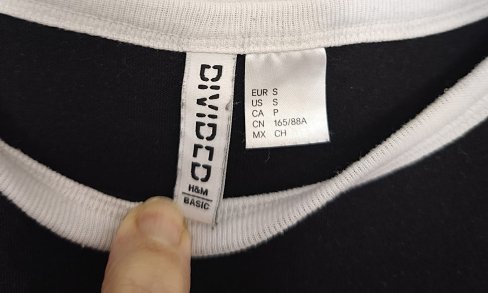 DIVIDED
H&M
BASIC
EUR S
US S
CA P
CN 165/88A
MX CH